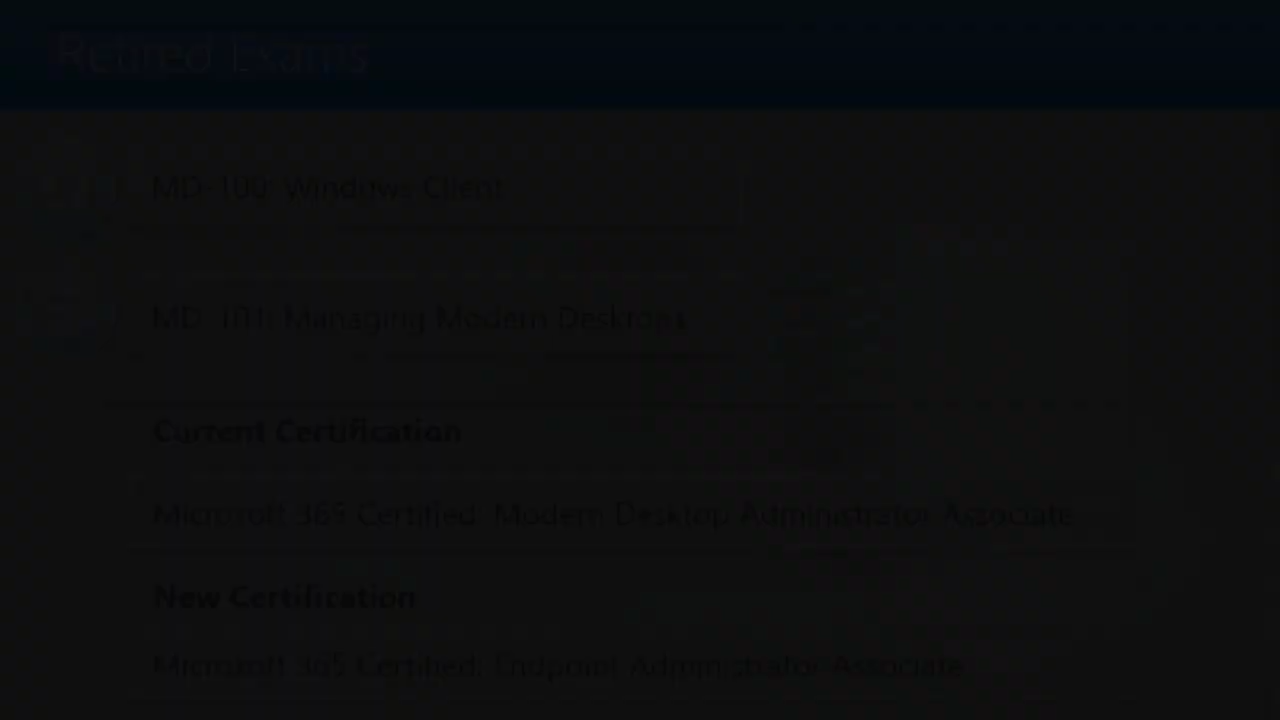 Retired Exams
MD-100: Windows Client
MD-101: Managing Modern Desktops
Current Certification
Microsoft 365 Certified: Modern Desktop Administrator Associate
New Certification
Microsoft 365 Certified: Endpoint Administrator Associate